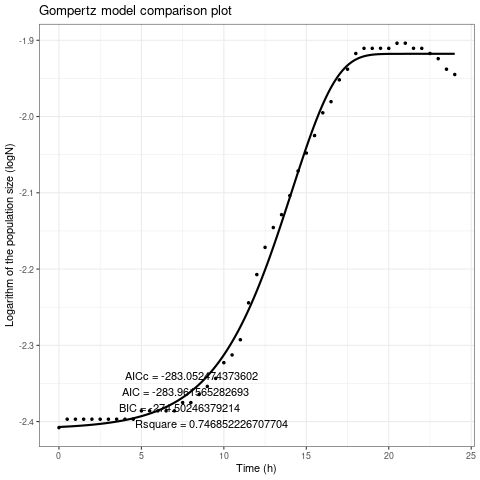 Gompertz model comparison plot
Logarithm of the population size (logN)
-1.9
-2.0
-2.1
-2.2
-2.3
-2.4
AICc = -283.052474373602
AIC = -283.961565282693
BIC = -274.50246379214
Rsquare = 0.746852226707704
0 5 10 15 20 25
Time (h)